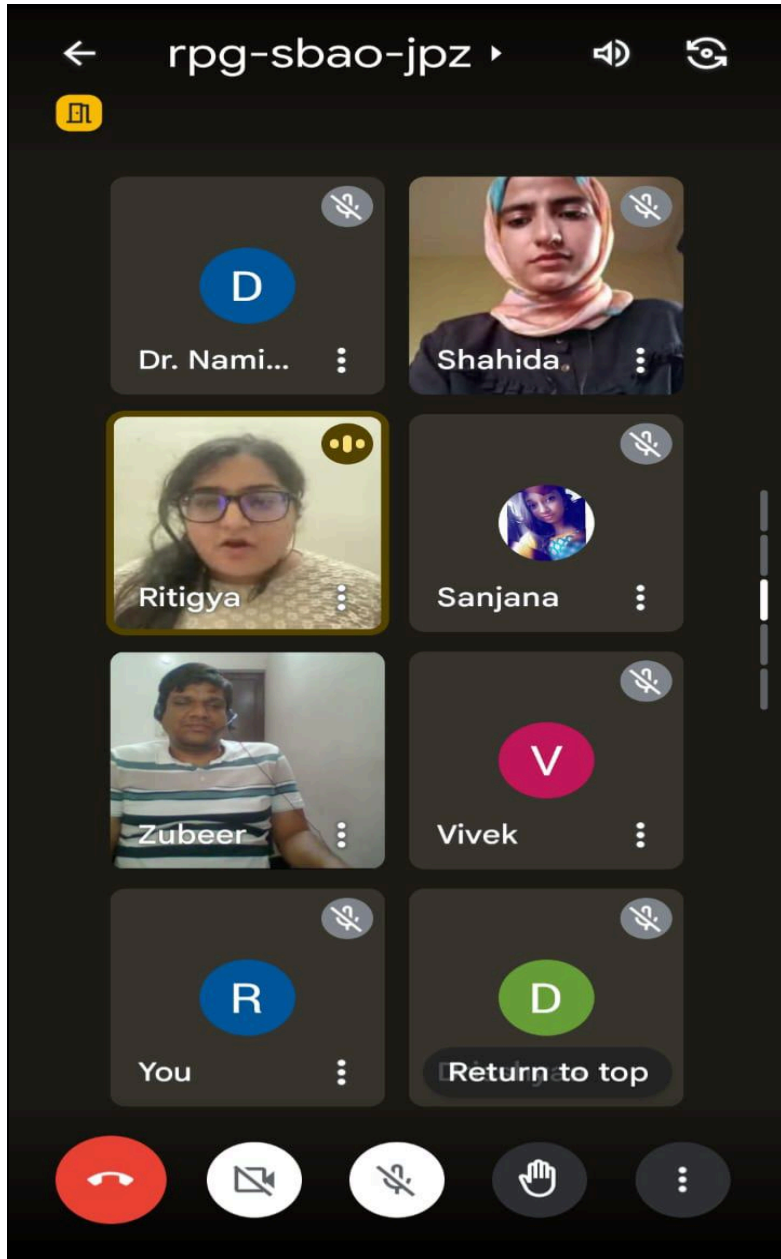 rpg-sbao-jpz
D
Dr. Nami...
Shahida
Ritigya
Sanjana
Zubeer
V
Vivek
R
You
D
Return to top